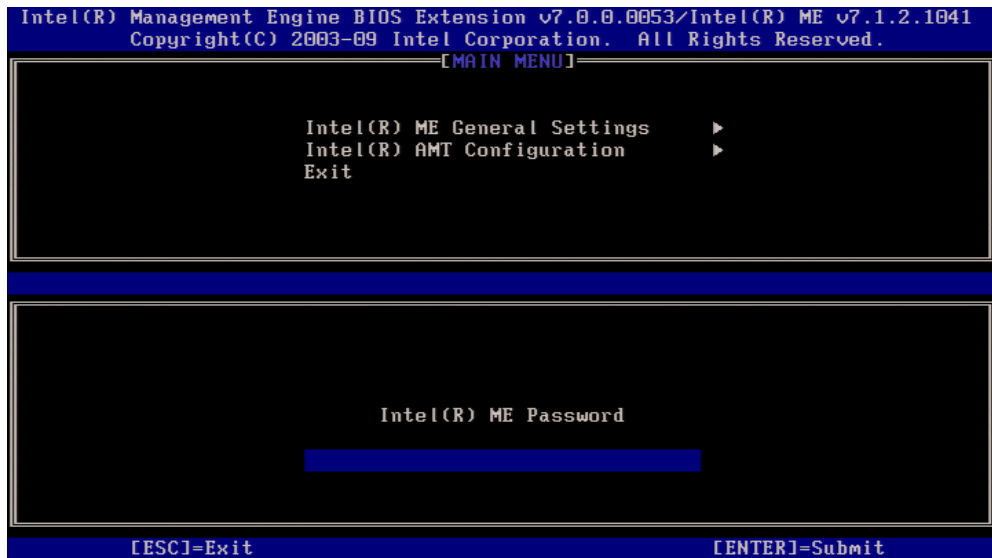 Intel(R) Management Engine BIOS Extension v7.0.0.0053/Intel(R) ME v7.1.2.1041
Copyright(C) 2003-09 Intel Corporation. All Rights Reserved.
[MAIN MENU]
Intel(R) ME General Settings ►
Intel(R) AMT Configuration ►
Exit
Intel(R) ME Password
[ESC]=Exit [ENTER]=Submit